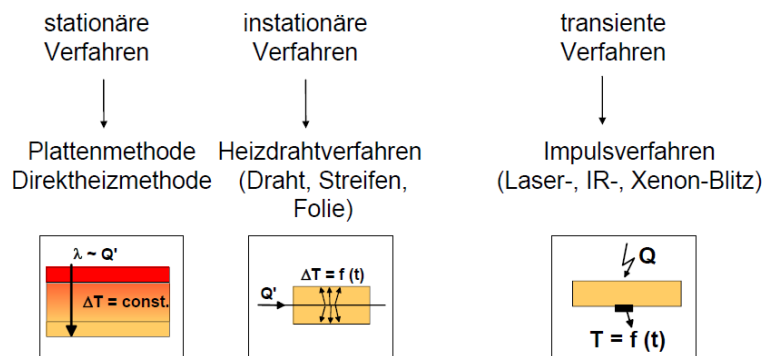 stationäre
Verfahren
instationäre
Verfahren
transiente
Verfahren
Plattenmethode
Direktheizmethode
Heizdrahtverfahren
(Draht, Streifen,
Folie)
Impulsverfahren
(Laser-, IR-, Xenon-Blitz)
λ ~ Q'
ΔT = const.
ΔT = f (t)
Q'
Q
T = f (t)